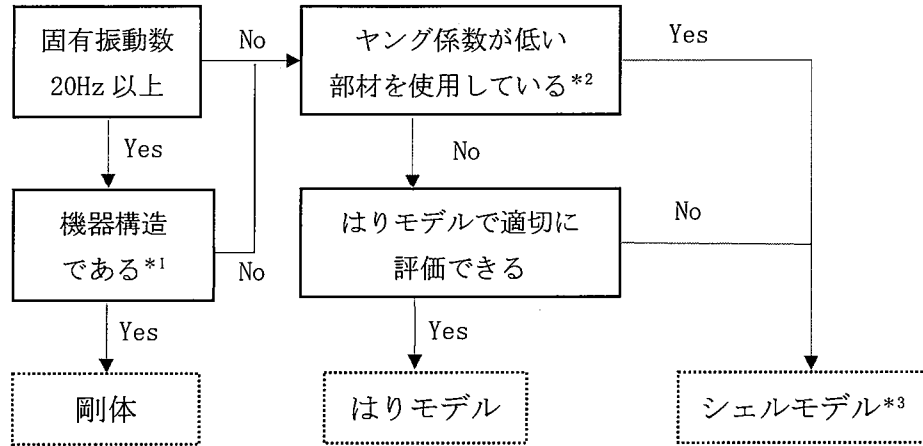 固有振動数
20Hz 以上
No
ヤング係数が低い
部材を使用している*2
Yes
Yes
No
機器構造
である*1
No
はりモデルで適切に
評価できる
No
Yes
Yes
剛体
はりモデル
シェルモデル*3